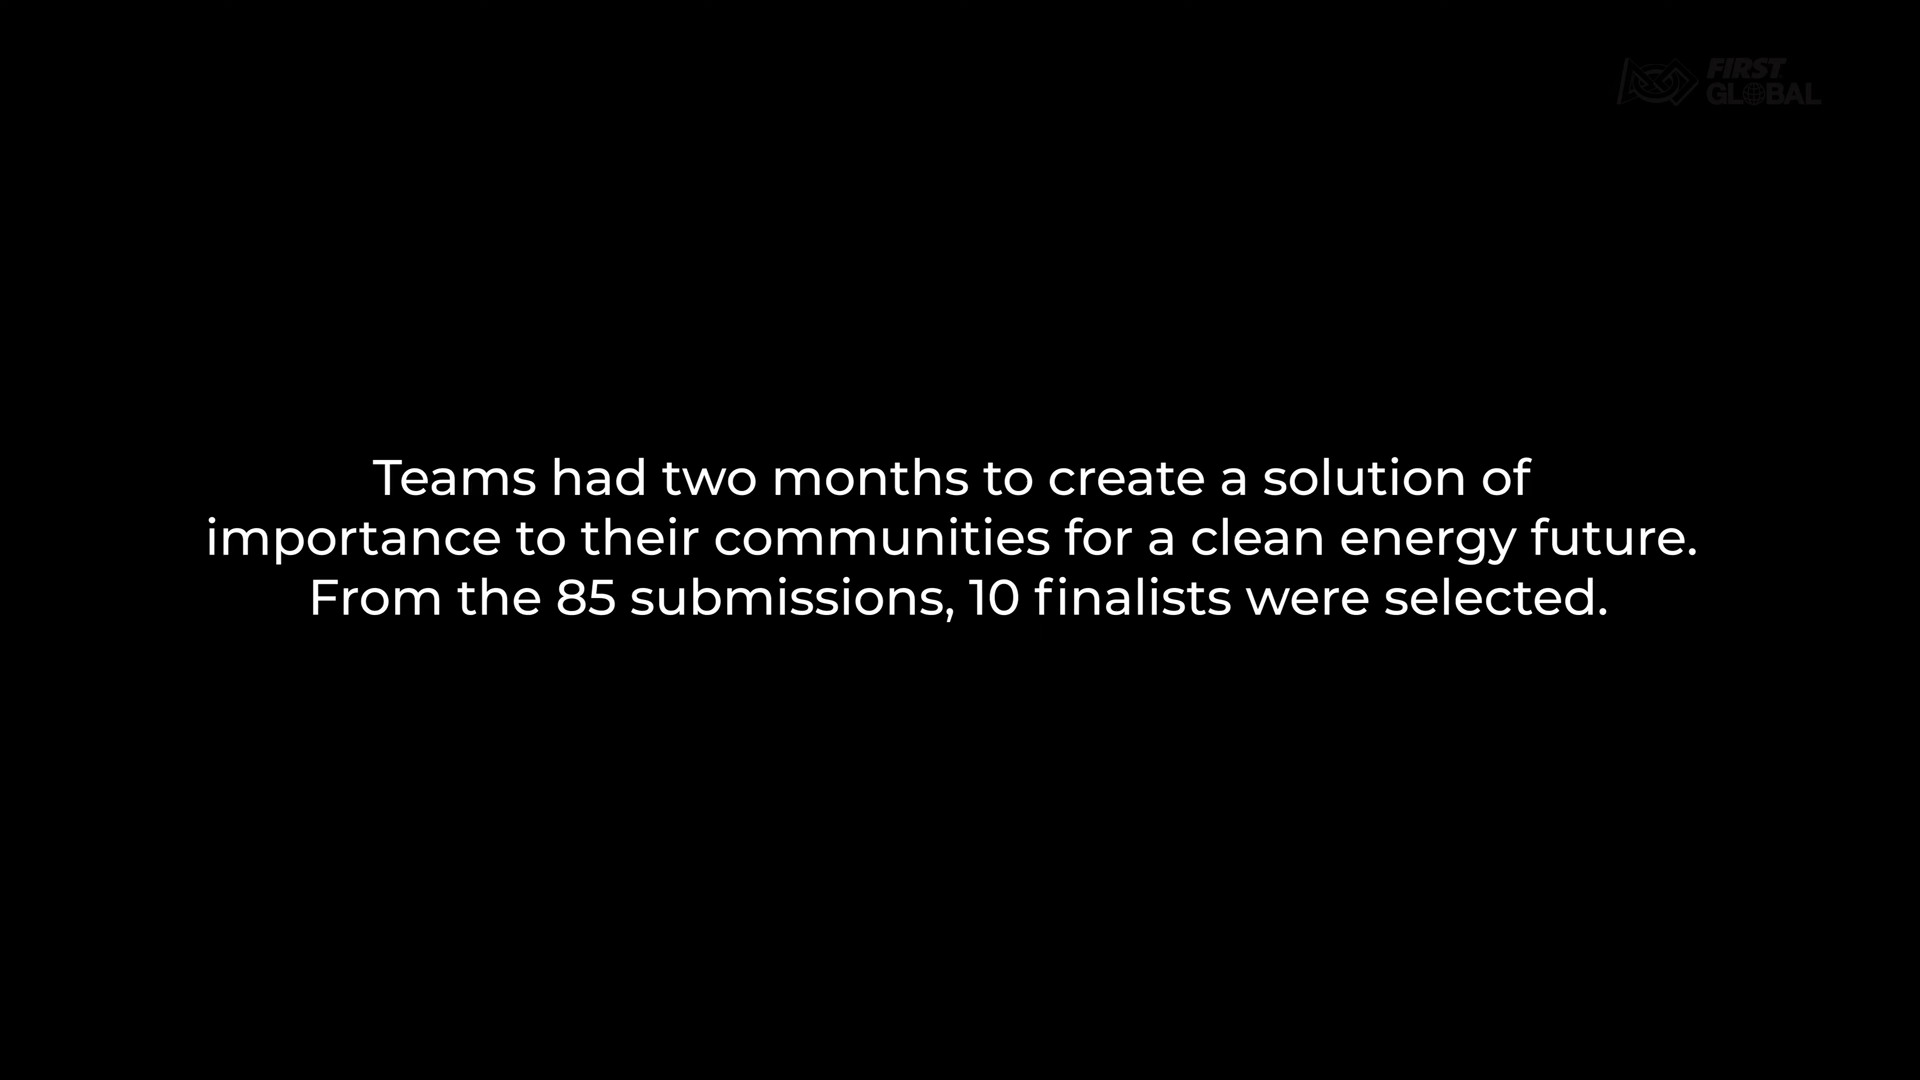 FIRST
GLOBAL
Teams had two months to create a solution of
importance to their communities for a clean energy future.
From the 85 submissions, 10 finalists were selected.